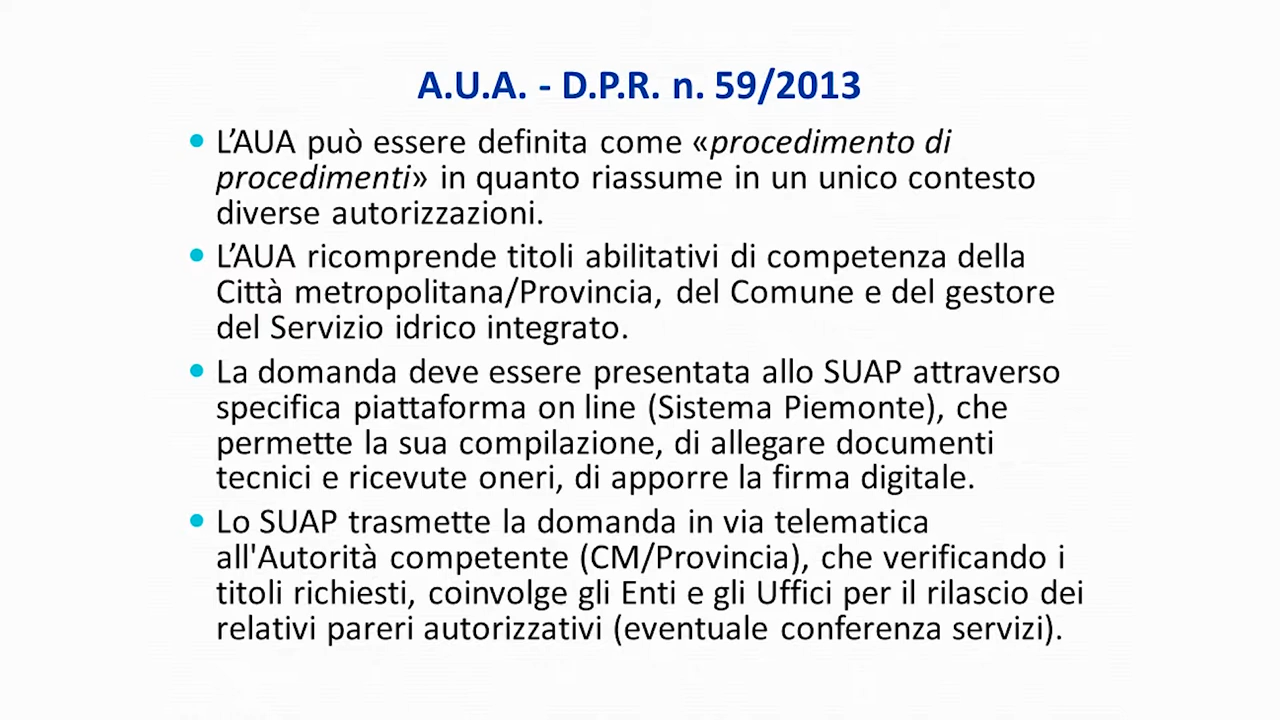 A.U.A. - D.P.R. n. 59/2013
• L'AUA può essere definita come «procedimento di
procedimenti» in quanto riassume in un unico contesto
diverse autorizzazioni.
• L'AUA ricomprende titoli abilitativi di competenza della
Città metropolitana/Provincia, del Comune e del gestore
del Servizio idrico integrato.
• La domanda deve essere presentata allo SUAP attraverso
specifica piattaforma on line (Sistema Piemonte), che
permette la sua compilazione, di allegare documenti
tecnici e ricevute oneri, di apporre la firma digitale.
• Lo SUAP trasmette la domanda in via telematica
all'Autorità competente (CM/Provincia), che verificando i
titoli richiesti, coinvolge gli Enti e gli Uffici per il rilascio dei
relativi pareri autorizzativi (eventuale conferenza servizi).